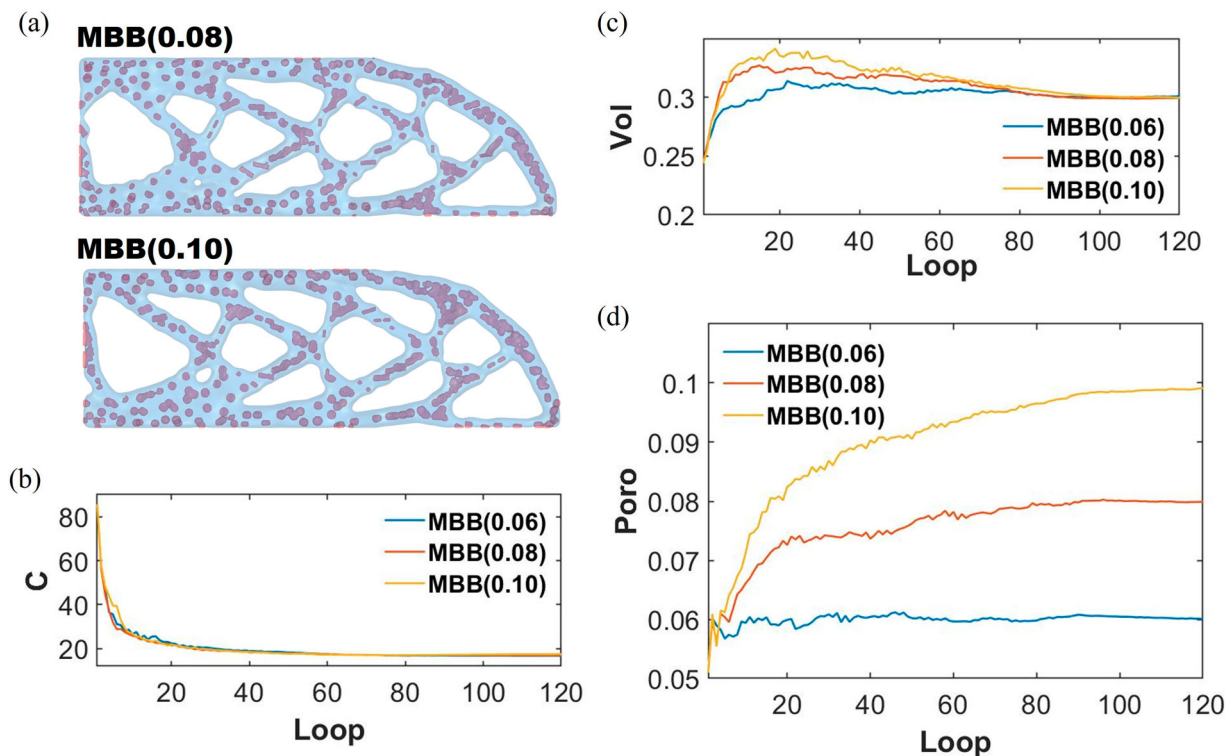 (a)
MBB(0.08)
MBB(0.10)
(b)
80
60
40
20
C
MBB(0.06)
MBB(0.08)
MBB(0.10)
20 40 60 80 100 120
Loop
(c)
0.3
0.25
0.2
Vol
MBB(0.06)
MBB(0.08)
MBB(0.10)
20 40 60 80 100 120
Loop
(d)
MBB(0.06)
MBB(0.08)
MBB(0.10)
0.1
0.09
0.08
0.07
0.06
0.05
Poro
20 40 60 80 100 120
Loop